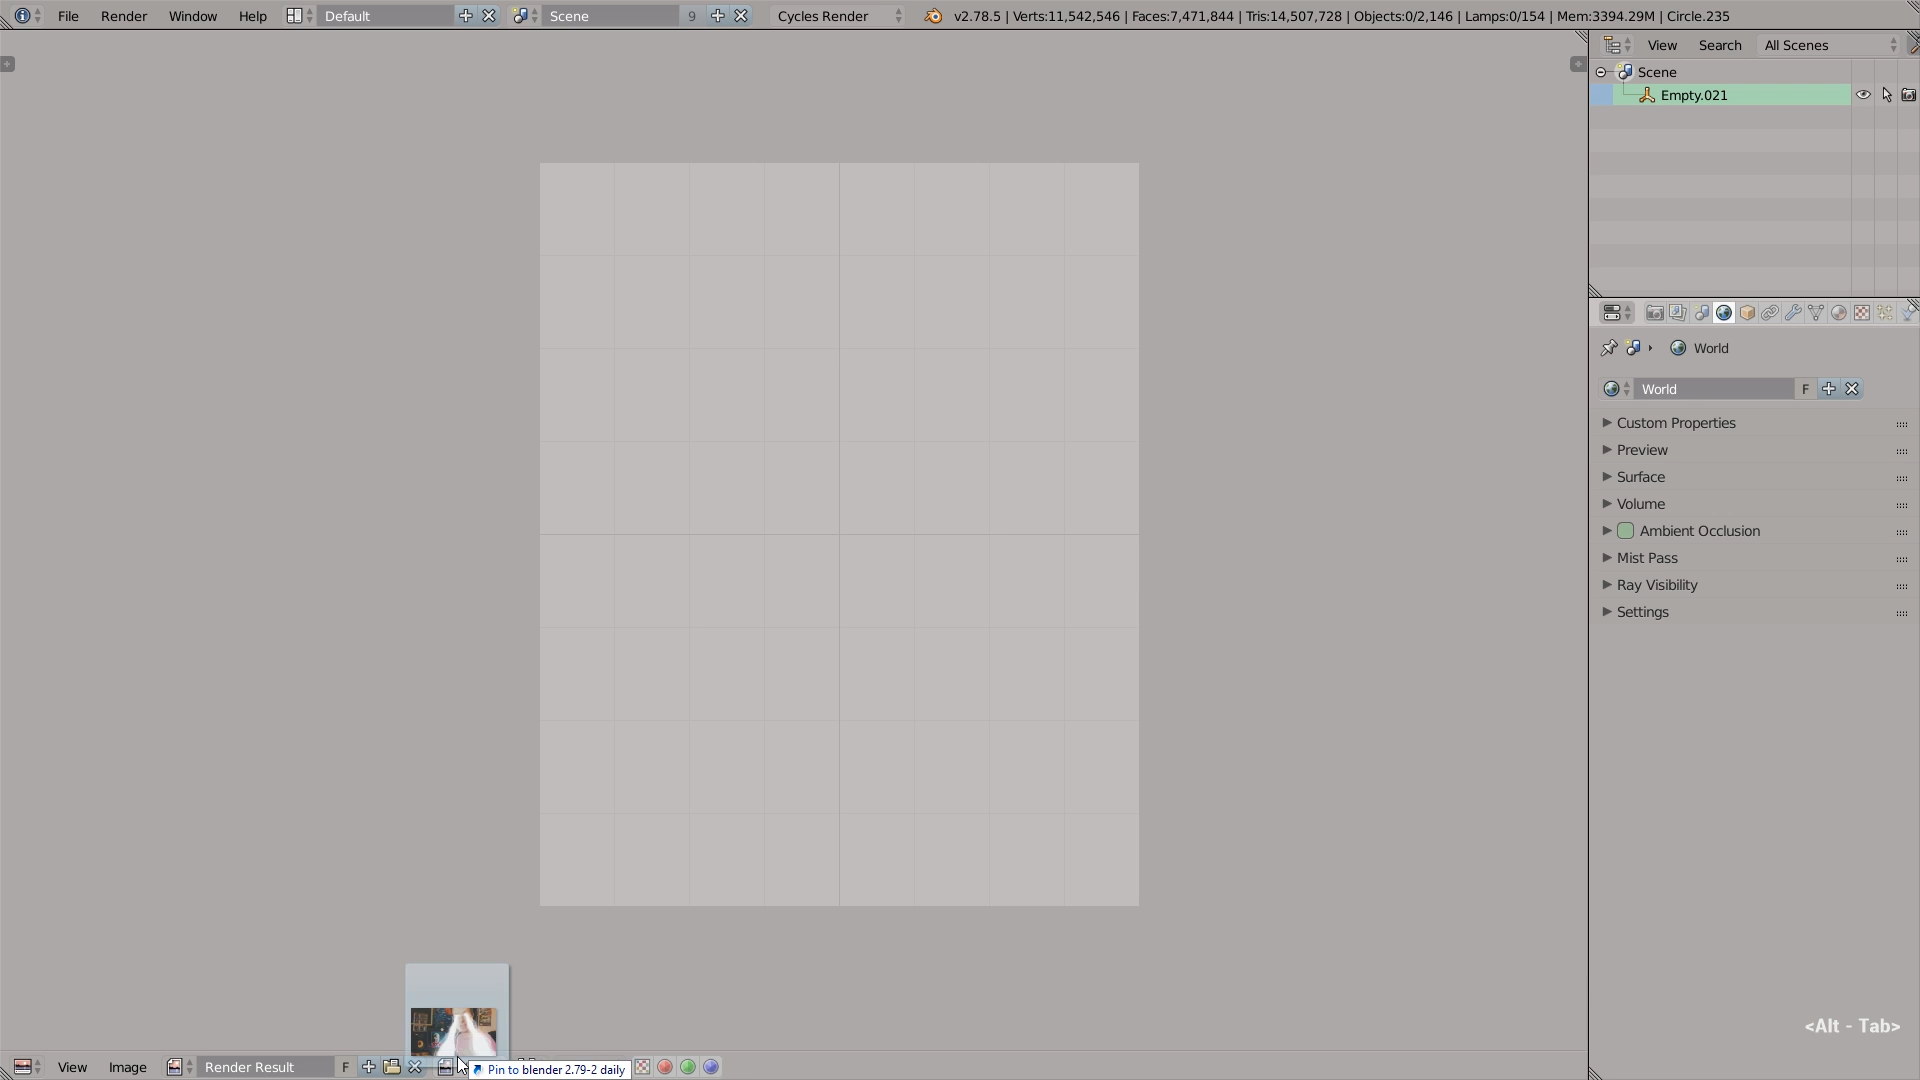 File Render Window Help Default Scene 9 Cycles Render v2.78.5 | Verts:11,542,546 | Faces:7,471,844 | Tris:14,507,728 | Objects:0/2,146 | Lamps:0/154 | Mem:3394.29M | Circle.235
View Search All Scenes
Scene
Empty.021
World
World F
Custom Properties
Preview
Surface
Volume
Ambient Occlusion
Mist Pass
Ray Visibility
Settings
<Alt - Tab>
View Image Render Result F Pin to blender 2.79-2 daily